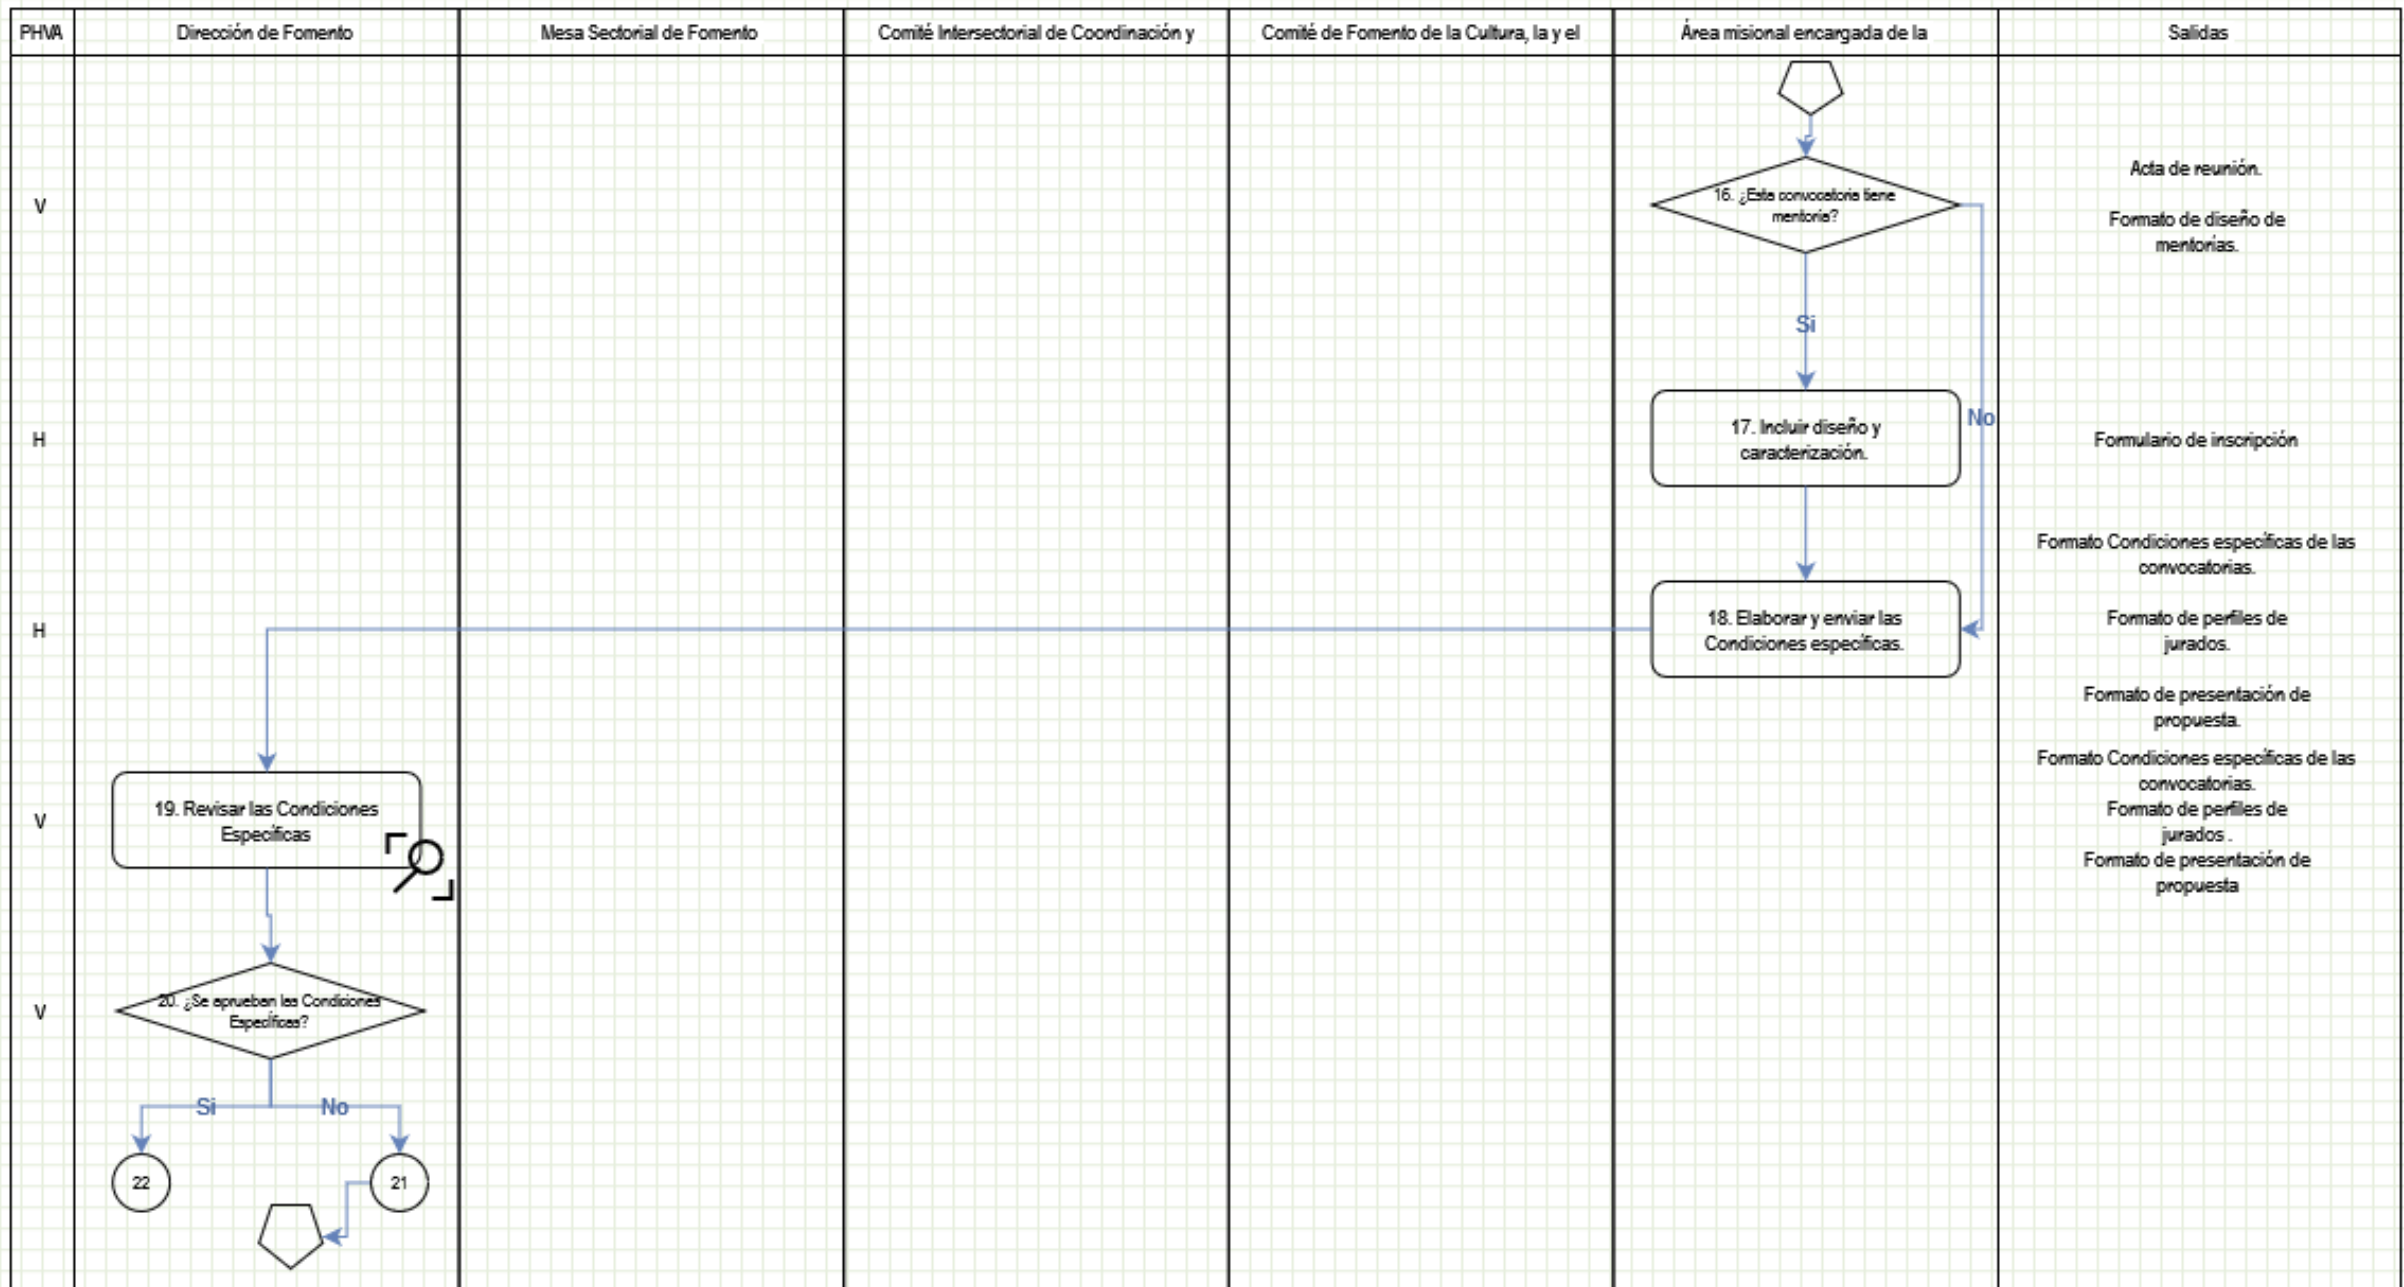 PHVA
Dirección de Fomento
Mesa Sectorial de Fomento
Comité Intersectorial de Coordinación y
Comité de Fomento de la Cultura, la y el
Área misional encargada de la
Salidas
V
16. ¿Esta convocatoria tiene
mentoría?
Acta de reunión.
Formato de diseño de
mentorías.
Si
No
H
17. Incluir diseño y
caracterización.
Formulario de inscripción
H
18. Elaborar y enviar las
Condiciones específicas.
Formato Condiciones específicas de las
convocatorias.
Formato de perfiles de
jurados.
Formato de presentación de
propuesta.
V
19. Revisar las Condiciones
Específicas
Formato Condiciones específicas de las
convocatorias.
Formato de perfiles de
jurados .
Formato de presentación de
propuesta
V
20. ¿Se aprueban las Condiciones
Específicas?
Si
No
22
21